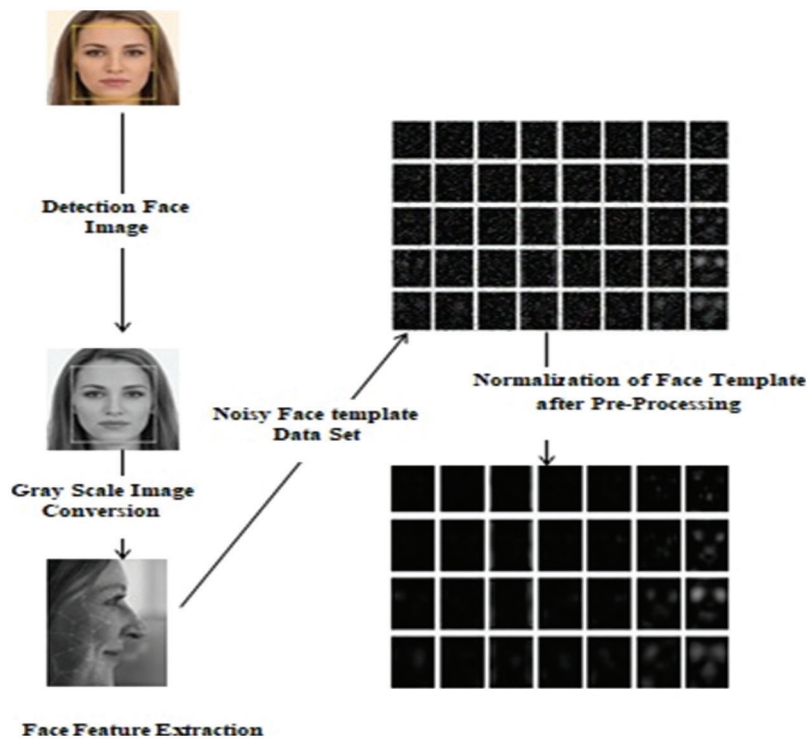 Detection Face
Image
Gray Scale Image
Conversion
Face Feature Extraction
Noisy Face template
Data Set
Normalization of Face Template
after Pre-Processing